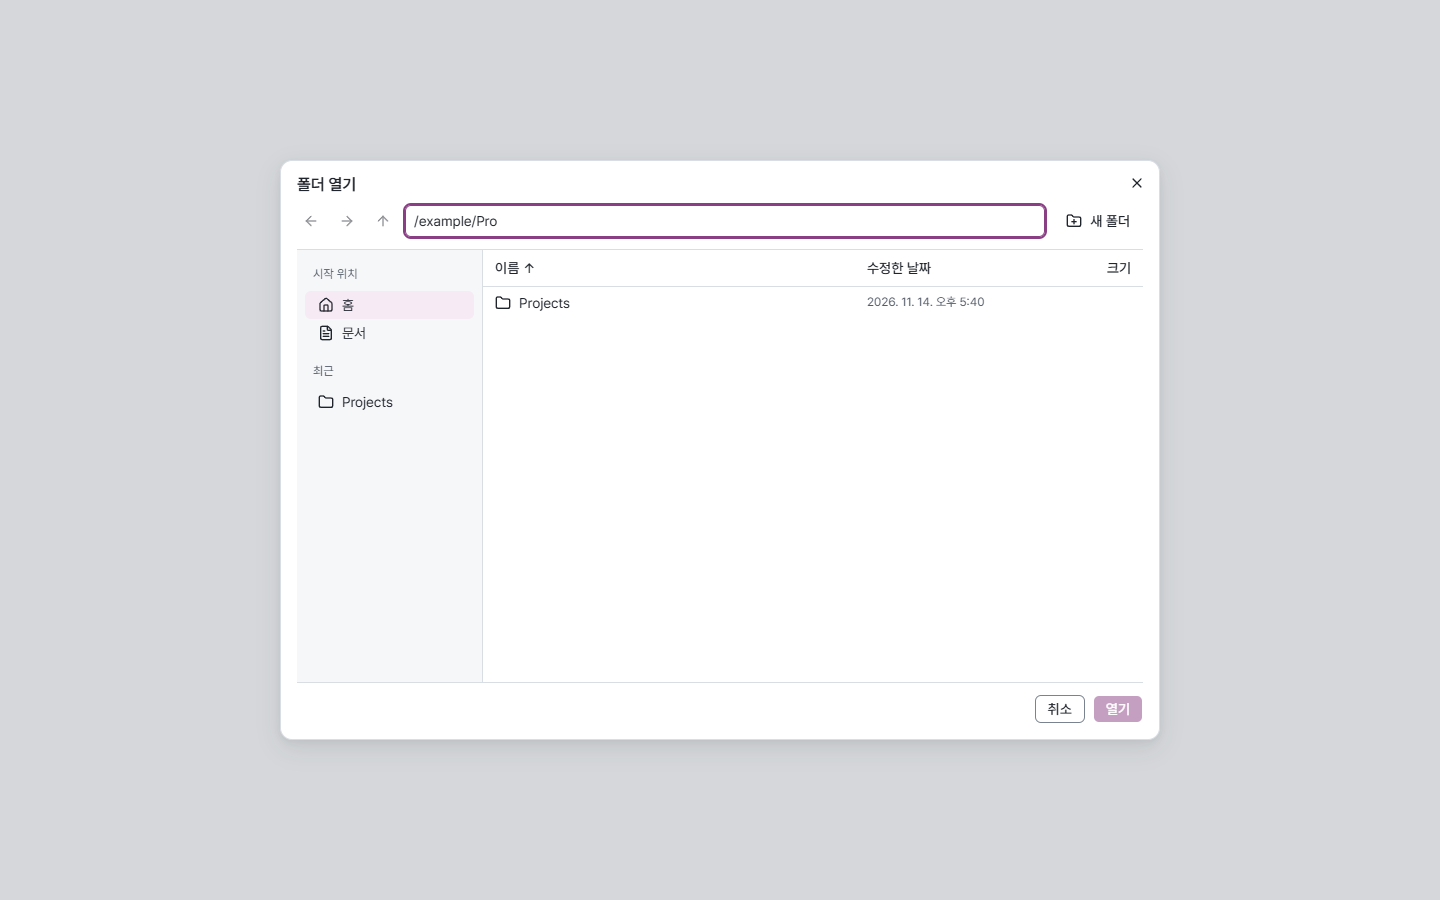 폴더 열기
/example/Pro
새 폴더
시작 위치
홈
문서
최근
Projects
이름
수정한 날짜
크기
Projects
2026. 11. 14. 오후 5:40
취소
열기